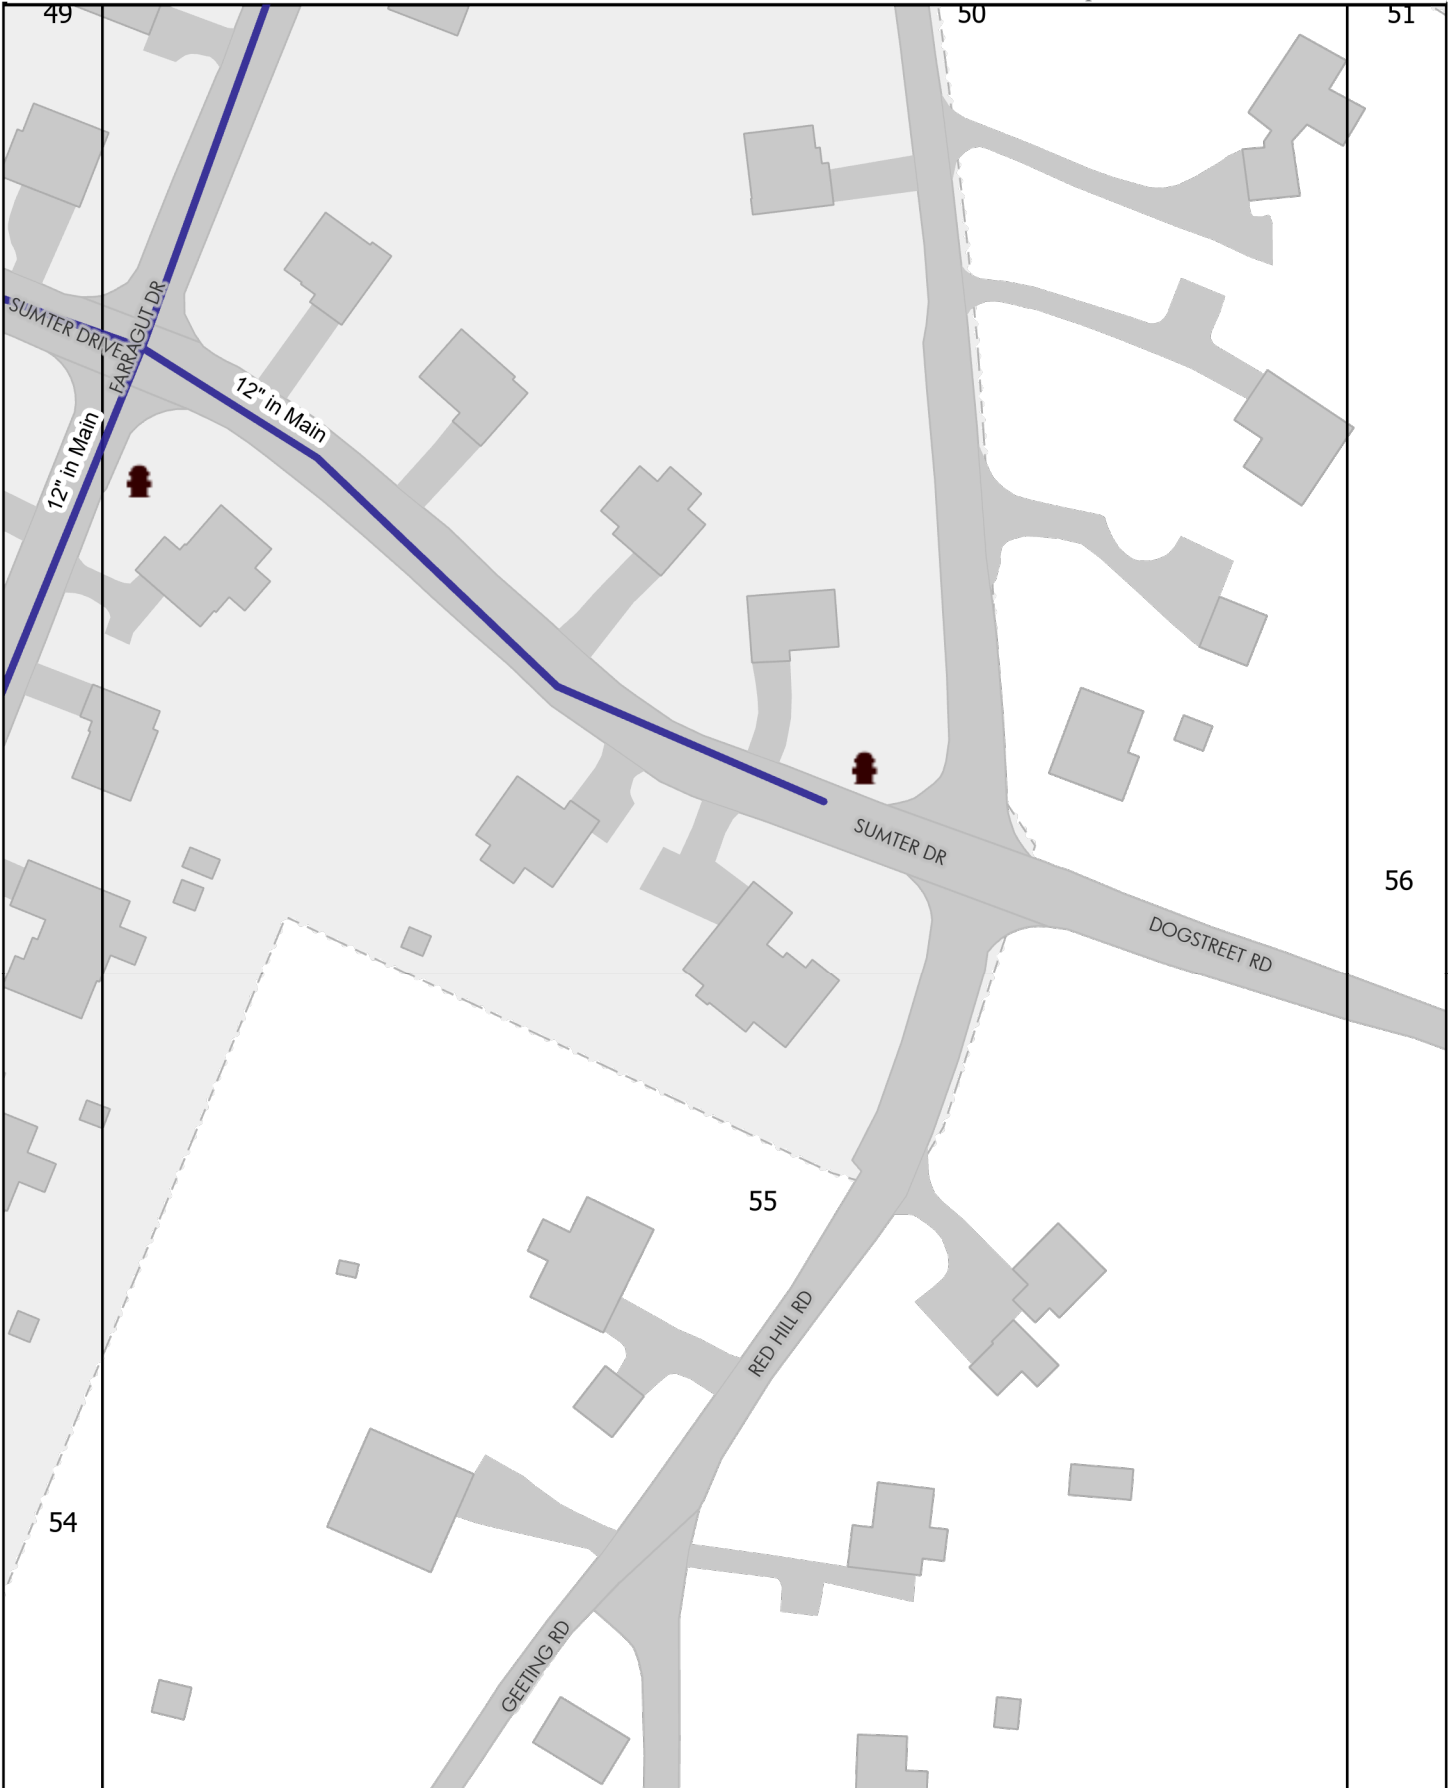 49
50
51
SUMTER DRIVE
FARRAGUT DR
12" in Main
12" in Main
SUMTER DR
56
DOGSTREET RD
55
RED HILL RD
54
GEETING RD